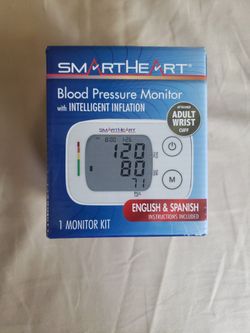 SMARTHEART®
Blood Pressure Monitor
with INTELLIGENT INFLATION
ADULT
WRIST
CUFF
SMARTHEART
120
80
71
M
ENGLISH & SPANISH
INSTRUCTIONS INCLUDED
1 MONITOR KIT